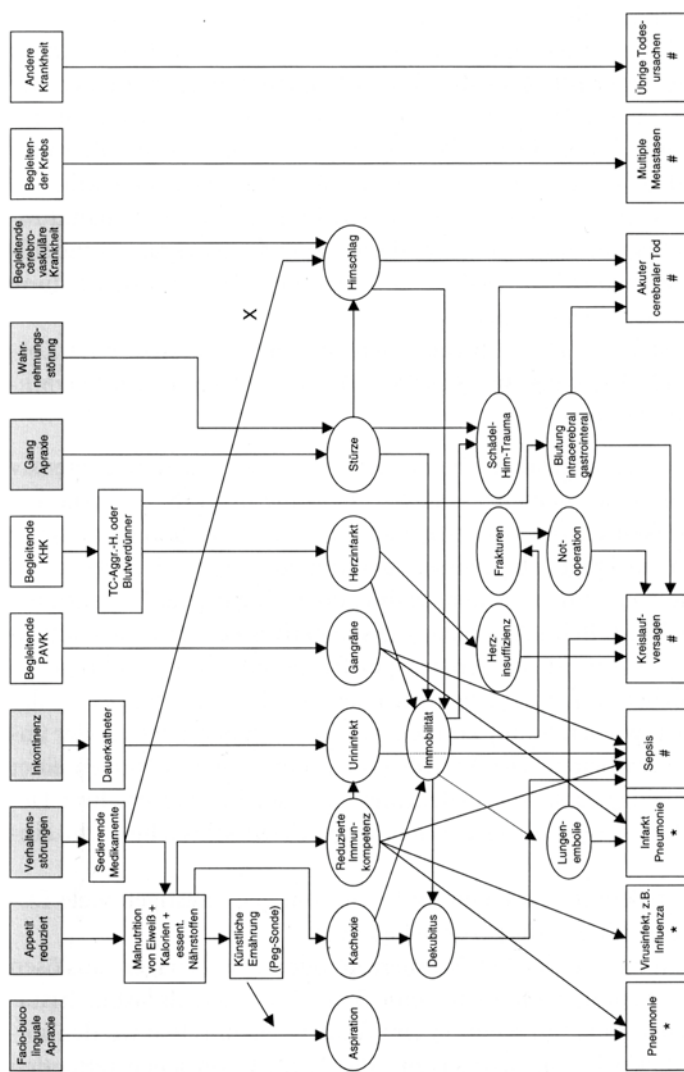 Facio-buco
linguale
Apraxie
Appetit
reduziert
Verhaltens-
störungen
Inkontinenz
Begleitende
PAVK
Begleitende
KHK
Gang
Apraxie
Wahr-
nehmungs-
störung
Begleitende
cerebro-
vaskuläre
Krankheit
Begleiten-
der Krebs
Andere
Krankheit
Malnutrition
von Eiweiß +
Kalorien +
essent.
Nährstoffen
Sedierende
Medikamente
Dauerkatheter
TC-Aggr.-H. oder
Blutverdünner
X
Künstliche
Ernährung
(Peg-Sonde)
Aspiration
Kachexie
Reduzierte
Immun-
kompetenz
Urininfekt
Gangräne
Herzinfarkt
Stürze
Hirnschlag
Dekubitus
Immobilität
Herz-
insuffizienz
Frakturen
Schädel-
Hirn-Trauma
Not-
operation
Blutung
intracerebral
gastrointeral
Lungen-
embolie
Pneumonie
*
Virusinfekt, z.B.
Influenza
*
Infarkt
Pneumonie
*
Sepsis
#
Kreislauf-
versagen
#
Akuter
cerebraler Tod
#
Multiple
Metastasen
#
Übrige Todes-
ursachen
#